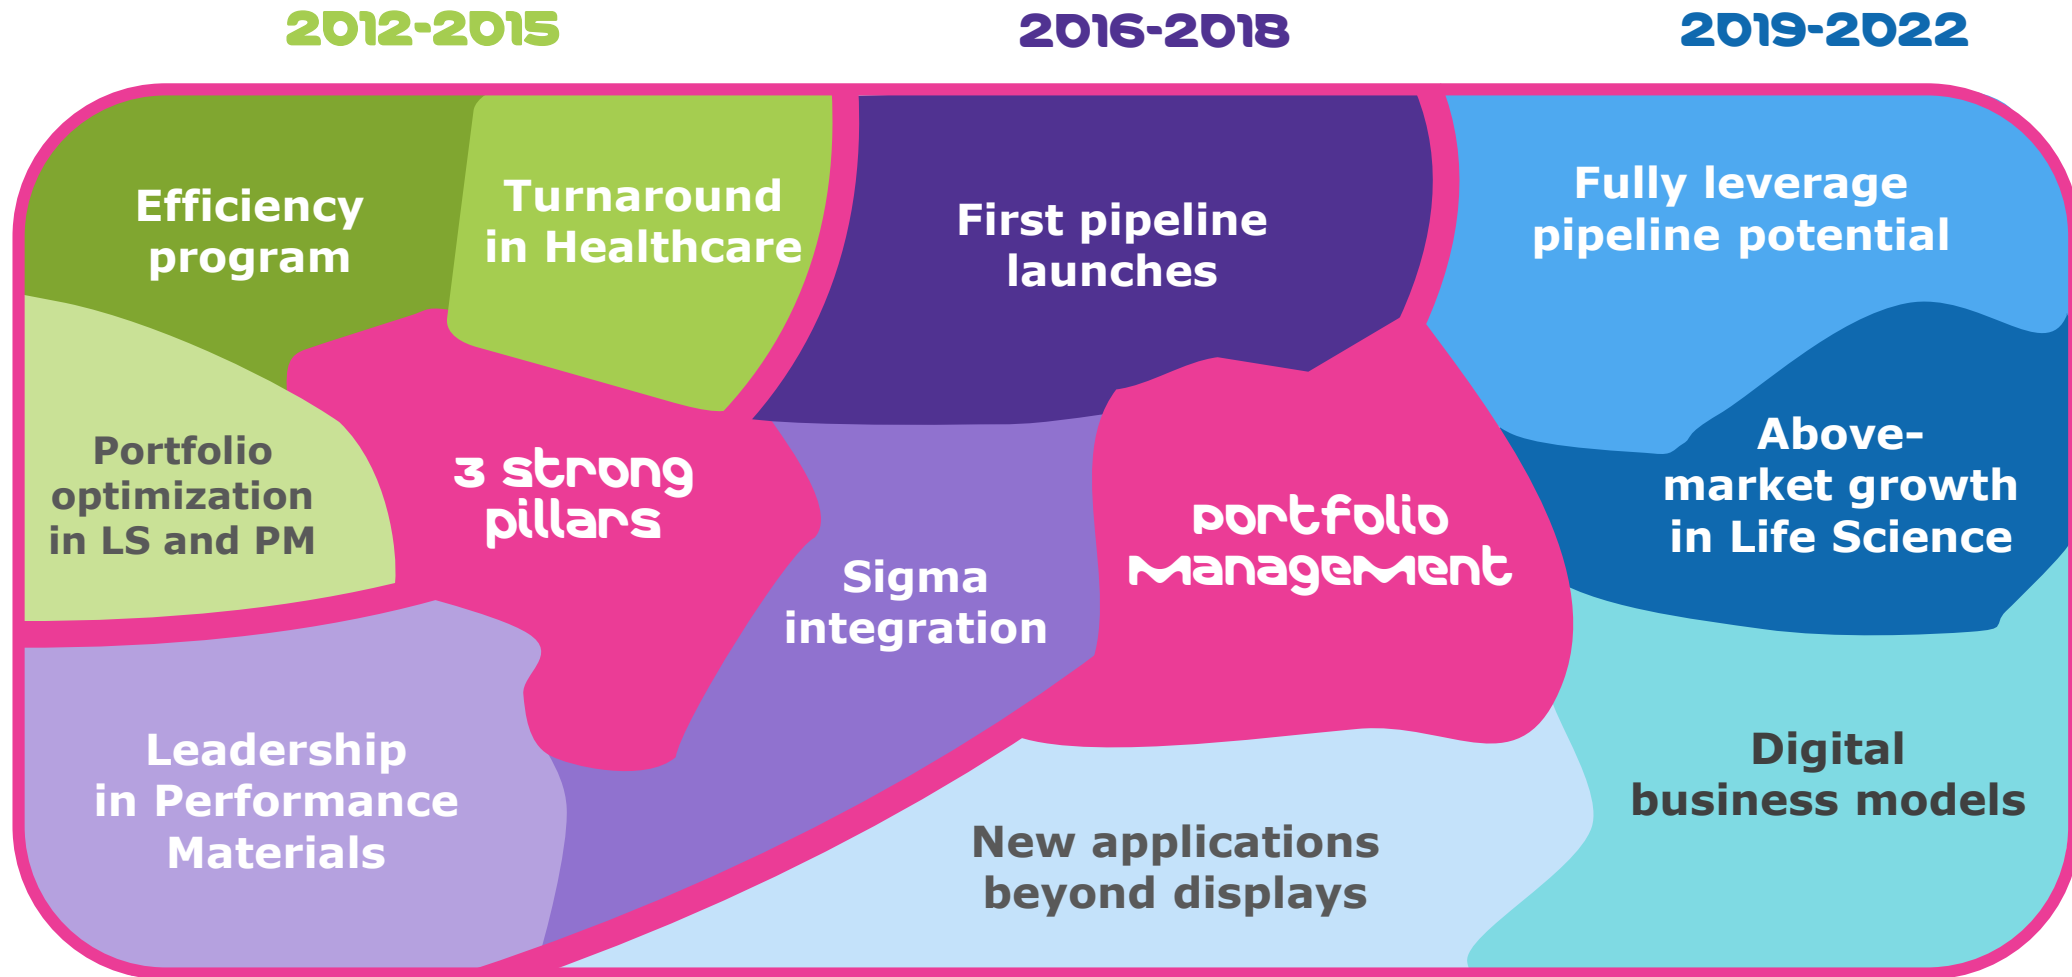 2012-2015
2016-2018
2019-2022
Efficiency
program
Turnaround
in Healthcare
First pipeline
launches
Fully leverage
pipeline potential
Portfolio
optimization
in LS and PM
3 strong
pillars
Sigma
integration
portfolio
management
Above-
market growth
in Life Science
Leadership
in Performance
Materials
New applications
beyond displays
Digital
business models